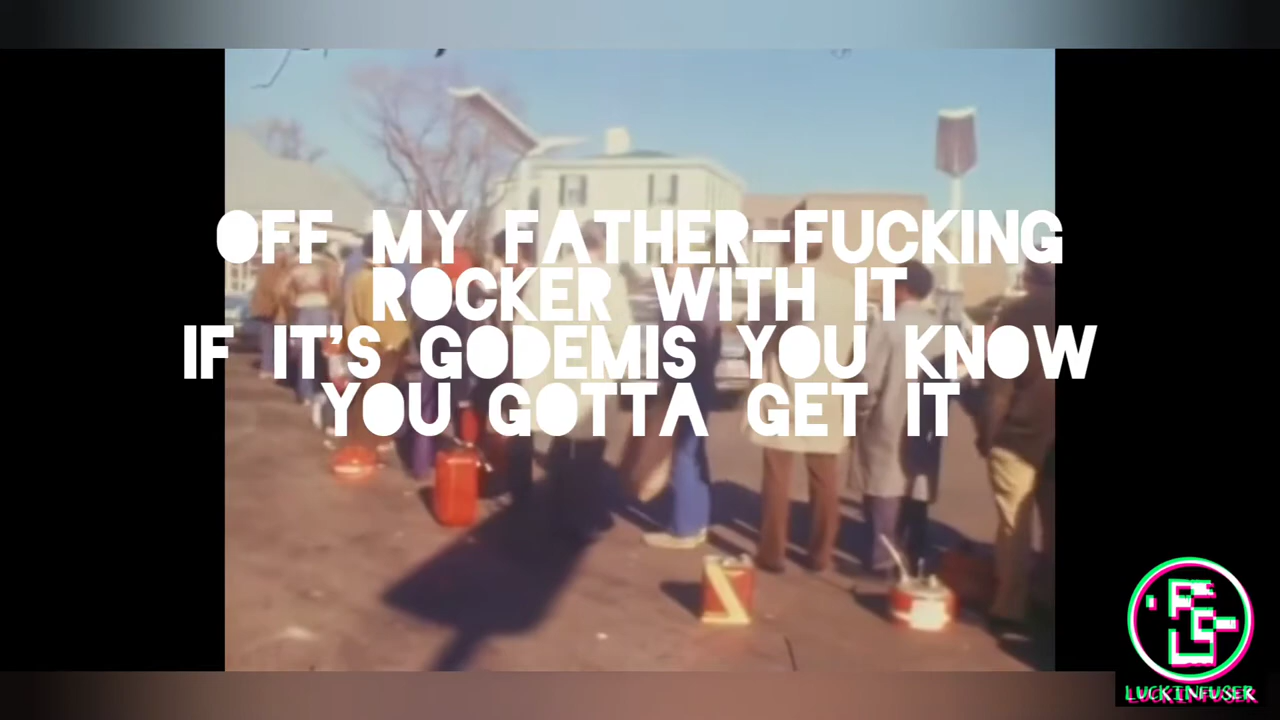 OFF MY FATHER-FUCKING
ROCKER WITH IT
IF IT'S GODEMIS YOU KNOW
YOU GOTTA GET IT
LUCKINFUSER